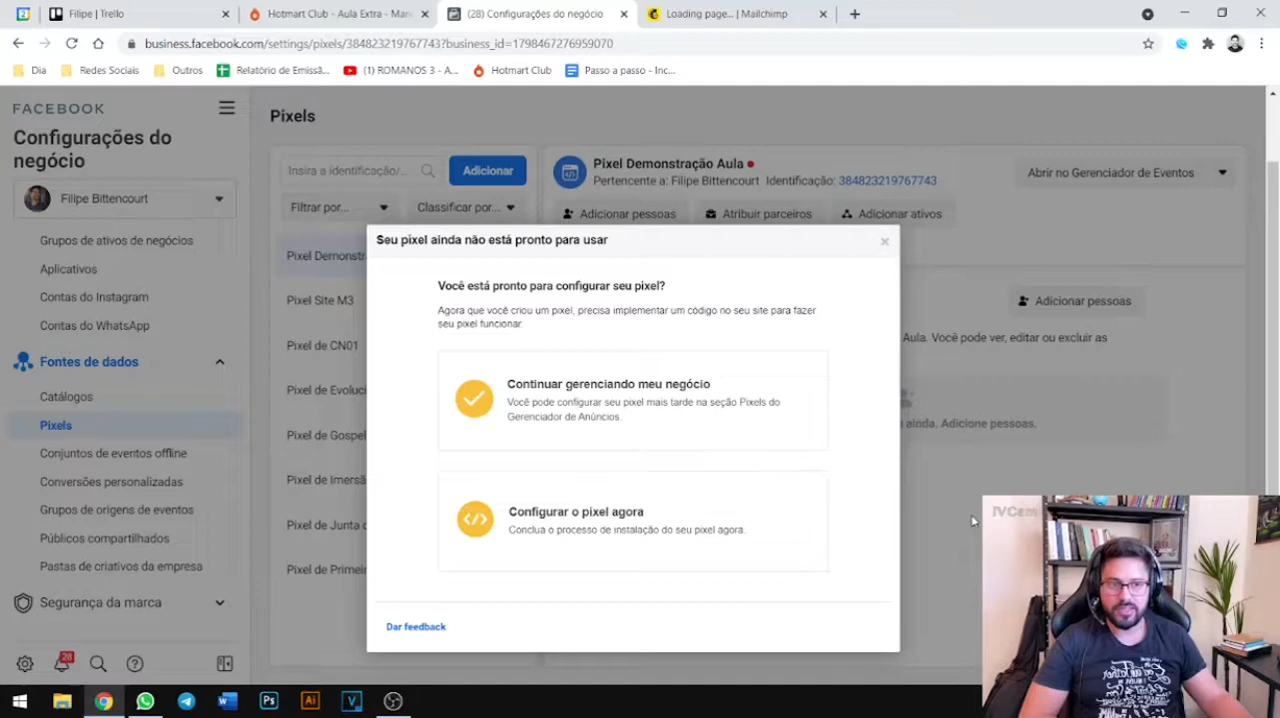 Filipe | Trello
Hotmart Club - Aula Extra - Man
(28) Configurações do negócio
Loading page... | Mailchimp
business.facebook.com/settings/pixels/384823219767743?business_id=1798467276959070
Dia
Redes Sociais
Outros
Relatório de Emissã...
(1) ROMANOS 3 - A...
Hotmart Club
Passo a passo - Inc...
FACEBOOK
Configurações do
negócio
Filipe Bittencourt
Grupos de ativos de negócios
Aplicativos
Contas do Instagram
Contas do WhatsApp
Fontes de dados
Catálogos
Pixels
Conjuntos de eventos offline
Conversões personalizadas
Grupos de origens de eventos
Públicos compartilhados
Pastas de criativos da empresa
Segurança da marca
28
Pixels
Insira a identificação/...
Adicionar
Filtrar por...
Classificar por...
Pixel Demonstr
Pixel Site M3
Pixel de CN01
Pixel de Evoluci
Pixel de Gospel
Pixel de Imersã
Pixel de Junta d
Pixel de Primei
Pixel Demonstração Aula
Pertencente a: Filipe Bittencourt Identificação: 384823219767743
Abrir no Gerenciador de Eventos
Adicionar pessoas
Atribuir parceiros
Adicionar ativos
Adicionar pessoas
Aula. Você pode ver, editar ou excluir as
ainda. Adicione pessoas.
Seu pixel ainda não está pronto para usar
Você está pronto para configurar seu pixel?
Agora que você criou um pixel, precisa implementar um código no seu site para fazer
seu pixel funcionar.
Continuar gerenciando meu negócio
Você pode configurar seu pixel mais tarde na seção Pixels do
Gerenciador de Anúncios.
Configurar o pixel agora
Conclua o processo de instalação do seu pixel agora.
Dar feedback
IVCam